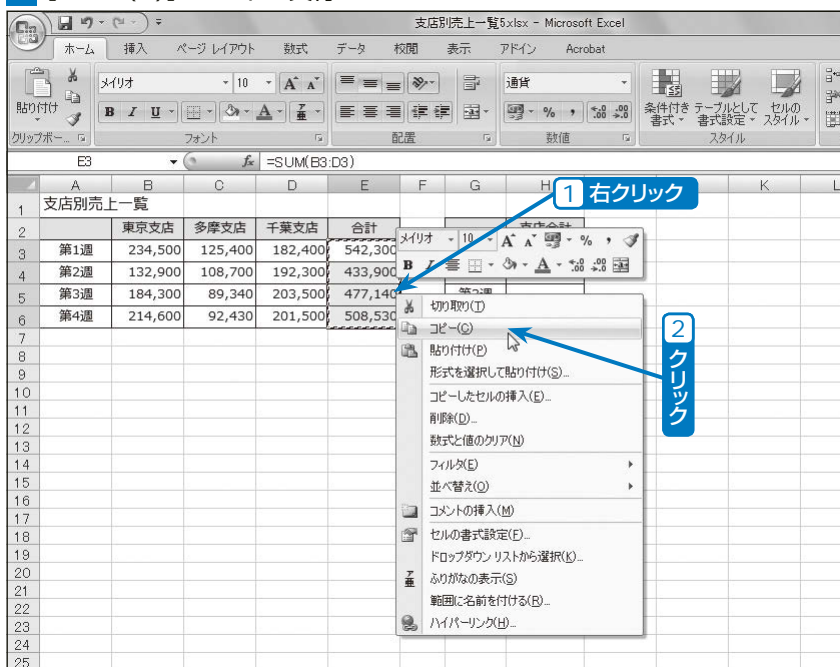 支店別売上一覧5.xlsx - Microsoft Excel
ホーム 挿入 ページ レイアウト 数式 データ 校閲 表示 アドイン Acrobat
メイリオ 10 A A 通貨
貼り付け B I U A % , .0 .00 .00 .0 条件付き書式 テーブルとして書式設定 セルのスタイル
クリップボー... フォント 配置 数値 スタイル
E3 fx =SUM(B3:D3)
A B C D E F G H K L
1 支店別売上一覧
1 右クリック
2 東京支店 多摩支店 千葉支店 合計
3 第1週 234,500 125,400 182,400 542,300
4 第2週 132,900 108,700 192,300 433,900
5 第3週 184,300 89,340 203,500 477,140
6 第4週 214,600 92,430 201,500 508,530
7
8
9
10
11
12
13
14
15
16
17
18
19
20
21
22
23
24
25
メイリオ 10 A A % ,
B I A .0 .00 .00 .0
切り取り(T)
コピー(C)
貼り付け(P)
形式を選択して貼り付け(S)...
コピーしたセルの挿入(E)...
削除(D)...
数式と値のクリア(N)
フィルタ(E)
並べ替え(O)
コメントの挿入(M)
セルの書式設定(F)...
ドロップダウン リストから選択(K)...
ふりがなの表示(S)
範囲に名前を付ける(R)...
ハイパーリンク(H)...
2 クリック